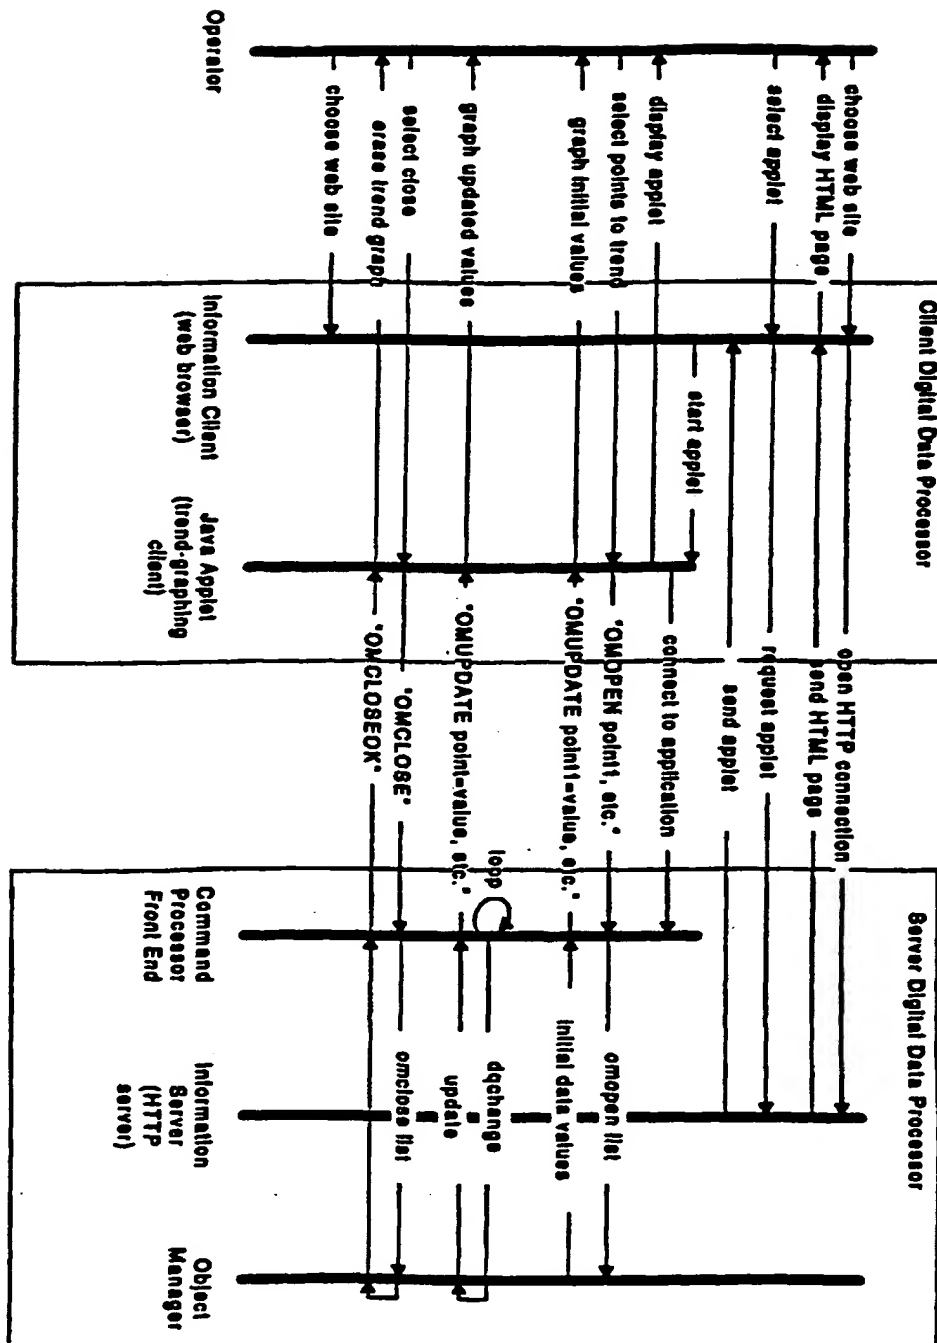 Client Digital Data Processor
Server Digital Data Processor
choose web site
open HTTP connection
display HTML page
send HTML page
select applet
request applet
send applet
start applet
connect to application
display applet
select points to trend
"OMOPEN point1, etc."
omopen list
graph initial values
"OMUPDATE point1=value, etc."
initial data values
loop
dqchange
graph updated values
"OMUPDATE point=value, etc."
update
select close
"OMCLOSE"
omclose list
erase trend graph
"OMCLOSEOK"
choose web site
Operator
Information Client
(web browser)
Java Applet
(trend-graphing
client)
Command
Processor
Front End
Information
Server
(HTTP
server)
Object
Manager